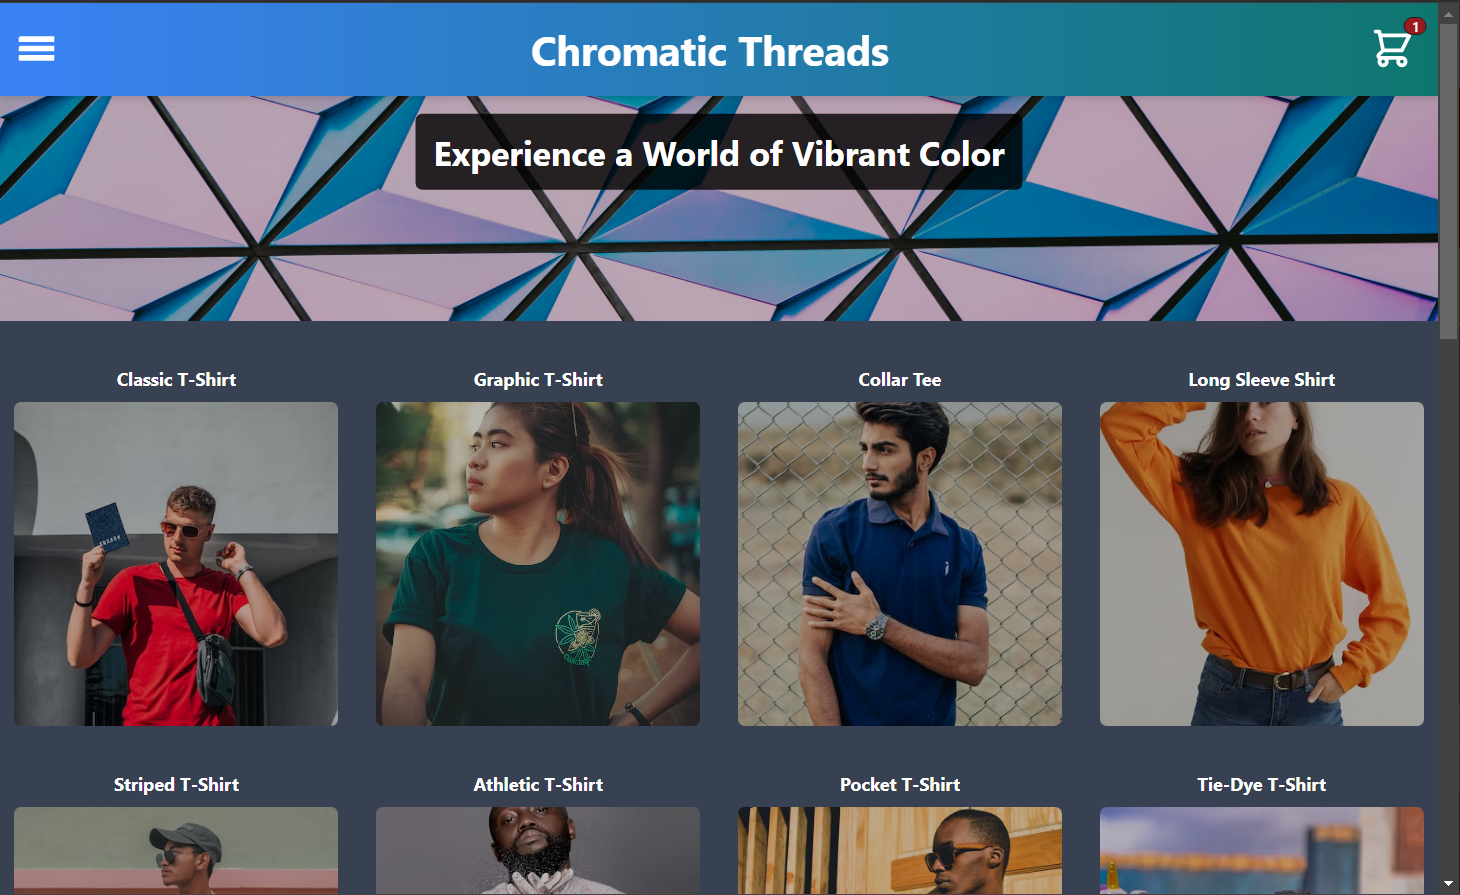 Chromatic Threads
1
Experience a World of Vibrant Color
Classic T-Shirt
Graphic T-Shirt
Collar Tee
Long Sleeve Shirt
Striped T-Shirt
Athletic T-Shirt
Pocket T-Shirt
Tie-Dye T-Shirt